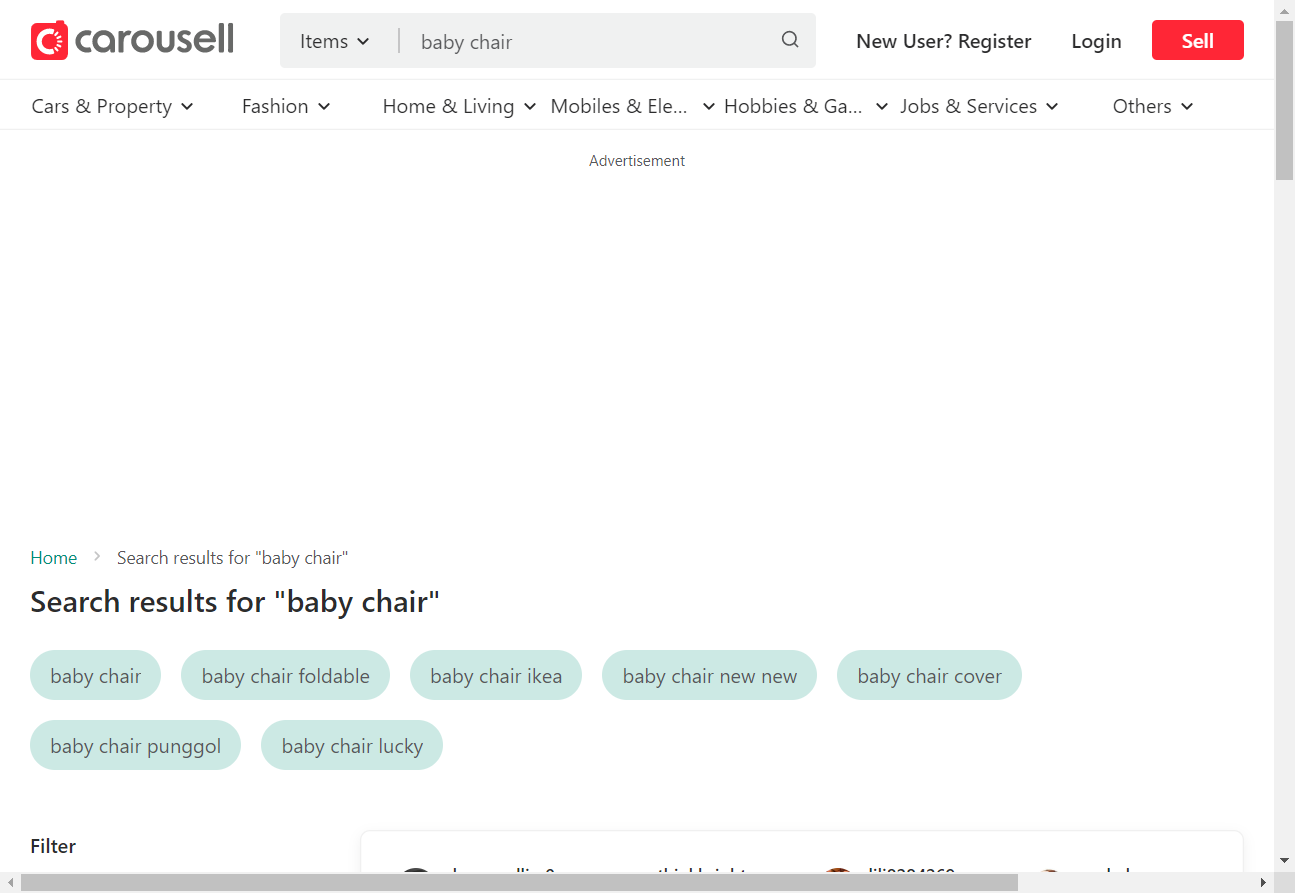 carousell
Items
baby chair
New User? Register
Login
Sell
Cars & Property
Fashion
Home & Living
Mobiles & Ele...
Hobbies & Ga...
Jobs & Services
Others
Advertisement
Home
Search results for "baby chair"
Search results for "baby chair"
baby chair
baby chair foldable
baby chair ikea
baby chair new new
baby chair cover
baby chair punggol
baby chair lucky
Filter